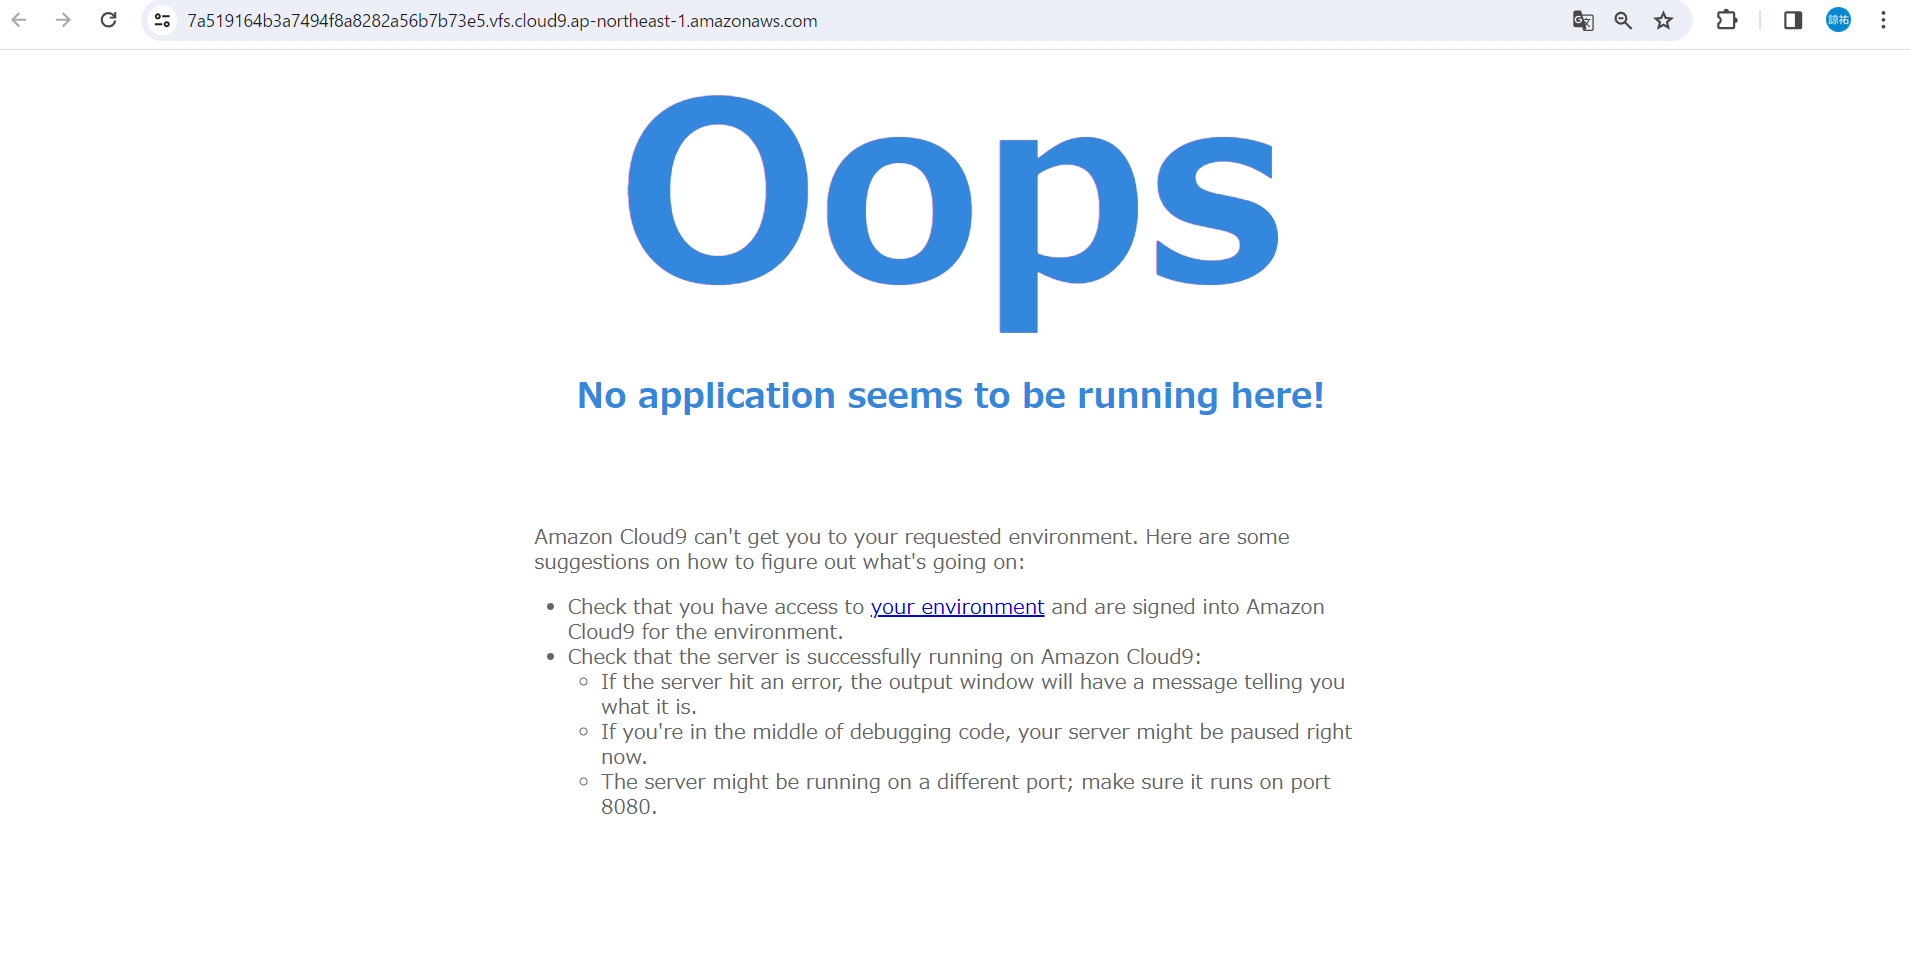 7a519164b3a7494f8a8282a56b7b73e5.vfs.cloud9.ap-northeast-1.amazonaws.com
諒祐
Oops
No application seems to be running here!
Amazon Cloud9 can't get you to your requested environment. Here are some
suggestions on how to figure out what's going on:
• Check that you have access to your environment and are signed into Amazon
Cloud9 for the environment.
• Check that the server is successfully running on Amazon Cloud9:
◦ If the server hit an error, the output window will have a message telling you
what it is.
◦ If you're in the middle of debugging code, your server might be paused right
now.
◦ The server might be running on a different port; make sure it runs on port
8080.